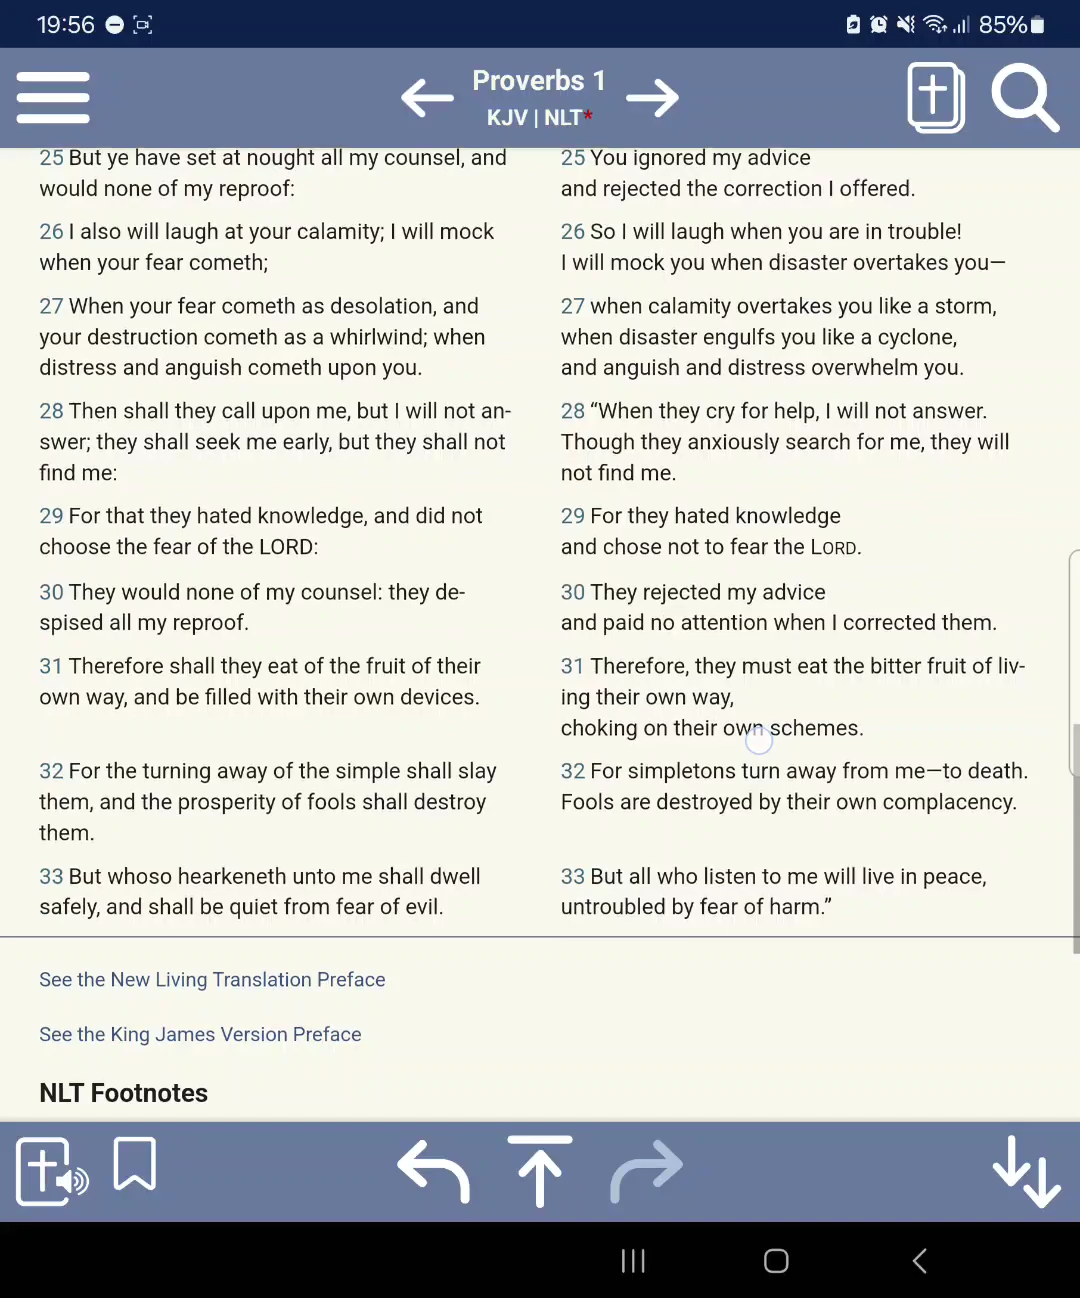 19:56
85%
Proverbs 1
KJV | NLT*
25 But ye have set at nought all my counsel, and
would none of my reproof:
26 I also will laugh at your calamity; I will mock
when your fear cometh;
27 When your fear cometh as desolation, and
your destruction cometh as a whirlwind; when
distress and anguish cometh upon you.
28 Then shall they call upon me, but I will not an-
swer; they shall seek me early, but they shall not
find me:
29 For that they hated knowledge, and did not
choose the fear of the LORD:
30 They would none of my counsel: they de-
spised all my reproof.
31 Therefore shall they eat of the fruit of their
own way, and be filled with their own devices.
32 For the turning away of the simple shall slay
them, and the prosperity of fools shall destroy
them.
33 But whoso hearkeneth unto me shall dwell
safely, and shall be quiet from fear of evil.
25 You ignored my advice
and rejected the correction I offered.
26 So I will laugh when you are in trouble!
I will mock you when disaster overtakes you—
27 when calamity overtakes you like a storm,
when disaster engulfs you like a cyclone,
and anguish and distress overwhelm you.
28 “When they cry for help, I will not answer.
Though they anxiously search for me, they will
not find me.
29 For they hated knowledge
and chose not to fear the LORD.
30 They rejected my advice
and paid no attention when I corrected them.
31 Therefore, they must eat the bitter fruit of liv-
ing their own way,
choking on their own schemes.
32 For simpletons turn away from me—to death.
Fools are destroyed by their own complacency.
33 But all who listen to me will live in peace,
untroubled by fear of harm.”
See the New Living Translation Preface
See the King James Version Preface
NLT Footnotes